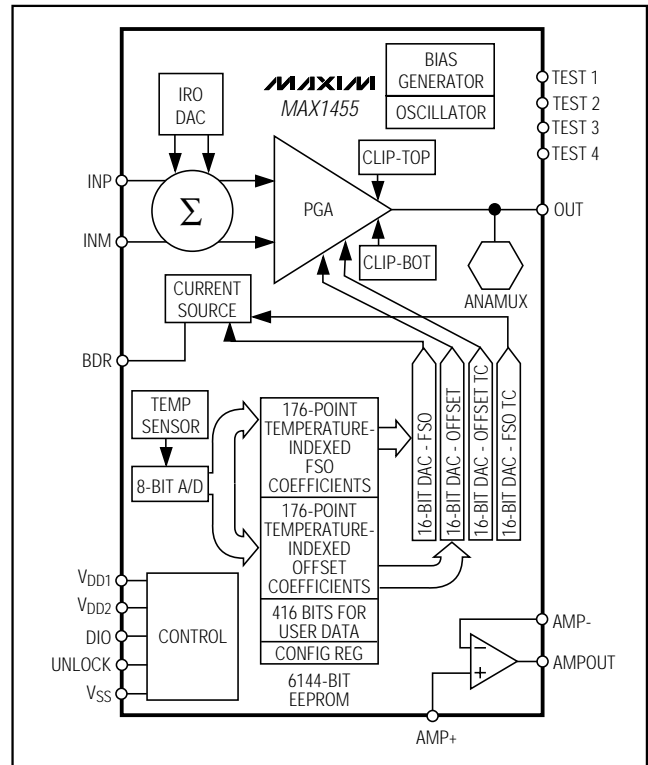 BIAS
GENERATOR
OSCILLATOR
MAXIM
MAX1455
IRO
DAC
TEST 1
TEST 2
TEST 3
TEST 4
CLIP-TOP
INP
Σ
PGA
OUT
INM
CLIP-BOT
ANAMUX
CURRENT
SOURCE
BDR
TEMP
SENSOR
8-BIT A/D
176-POINT
TEMPERATURE-
INDEXED
FSO
COEFFICIENTS
176-POINT
TEMPERATURE-
INDEXED
OFFSET
COEFFICIENTS
416 BITS FOR
USER DATA
CONFIG REG
6144-BIT
EEPROM
16-BIT DAC - FSO
16-BIT DAC - OFFSET
16-BIT DAC - OFFSET TC
16-BIT DAC - FSO TC
VDD1
VDD2
DIO
UNLOCK
VSS
CONTROL
AMP-
-
+
AMPOUT
AMP+